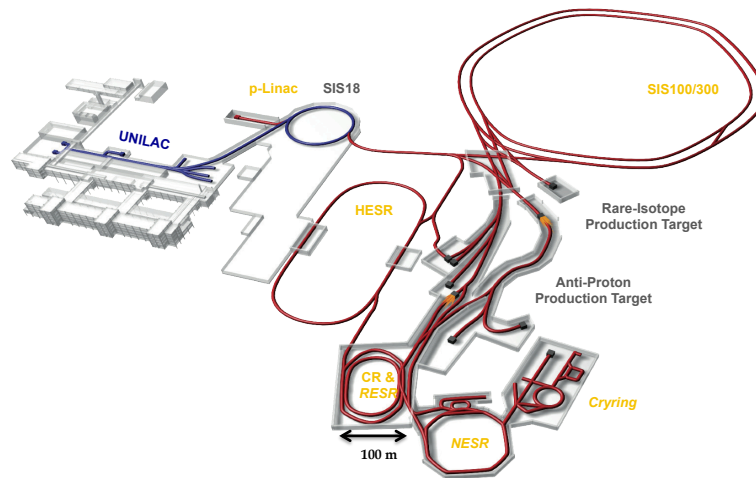 p-Linac
SIS18
SIS100/300
UNILAC
HESR
Rare-Isotope
Production Target
Anti-Proton
Production Target
CR &
RESR
Cryring
NESR
100 m